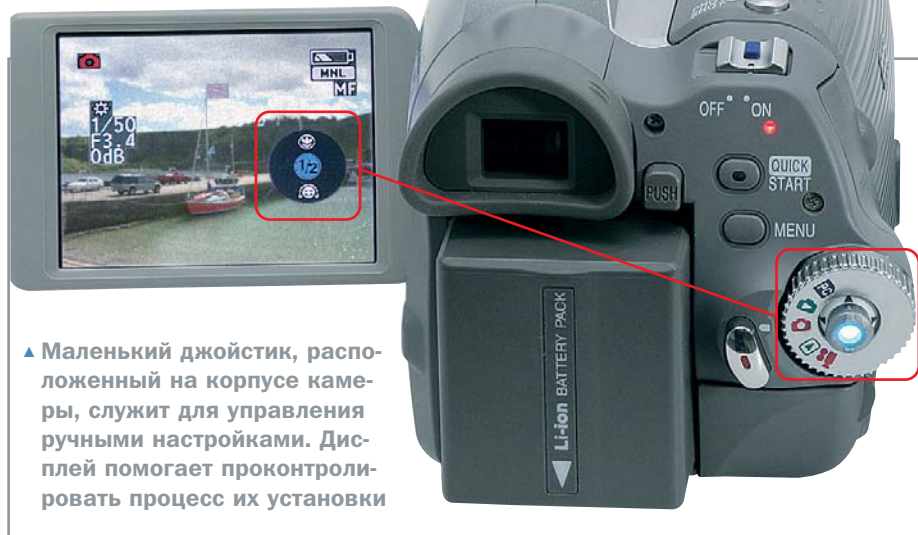 MNL
MF
1/50
F3.4
0dB
1/2
OFF ON
QUICK
START
PUSH
MENU
PC
Li-ion BATTERY PACK
Маленький джойстик, распо-
ложенный на корпусе каме-
ры, служит для управления
ручными настройками. Дис-
плей помогает проконтроли-
ровать процесс их установки